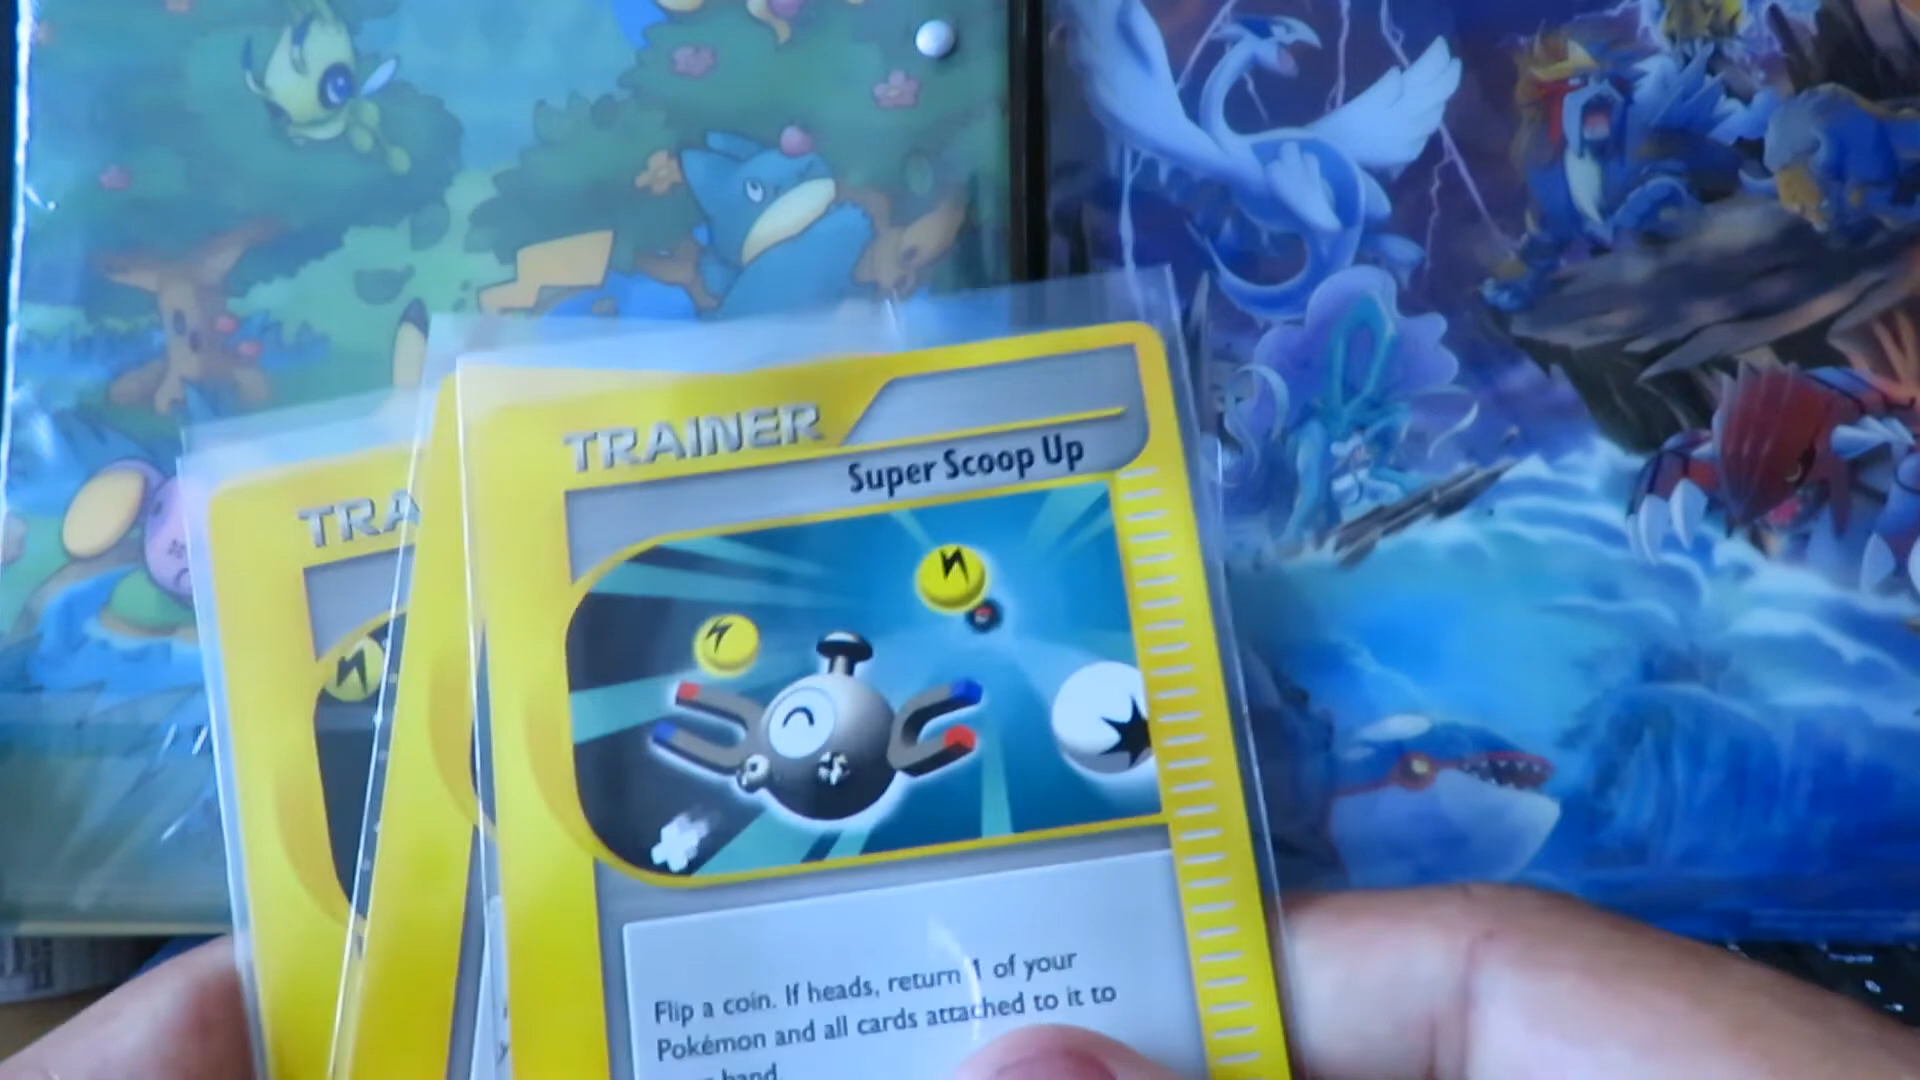 TRAINER
Super Scoop Up
TRA
Flip a coin. If heads, return 1 of your
Pokémon and all cards attached to it to
hand.